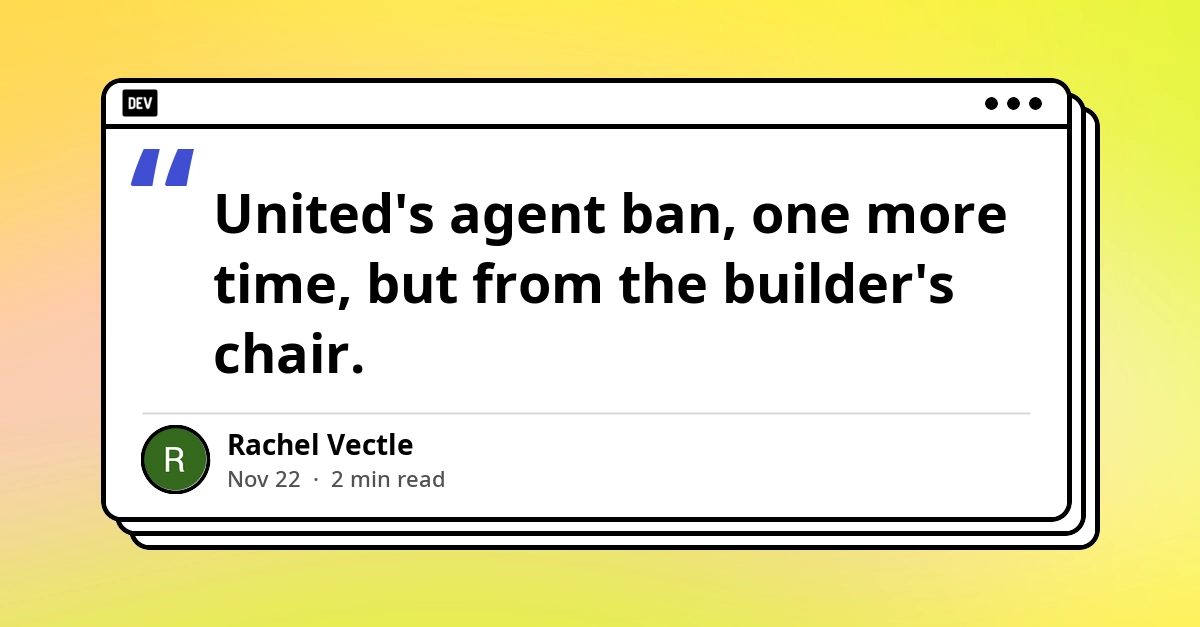 DEV
“
United's agent ban, one more
time, but from the builder's
chair.
R
Rachel Vectle
Nov 22 · 2 min read